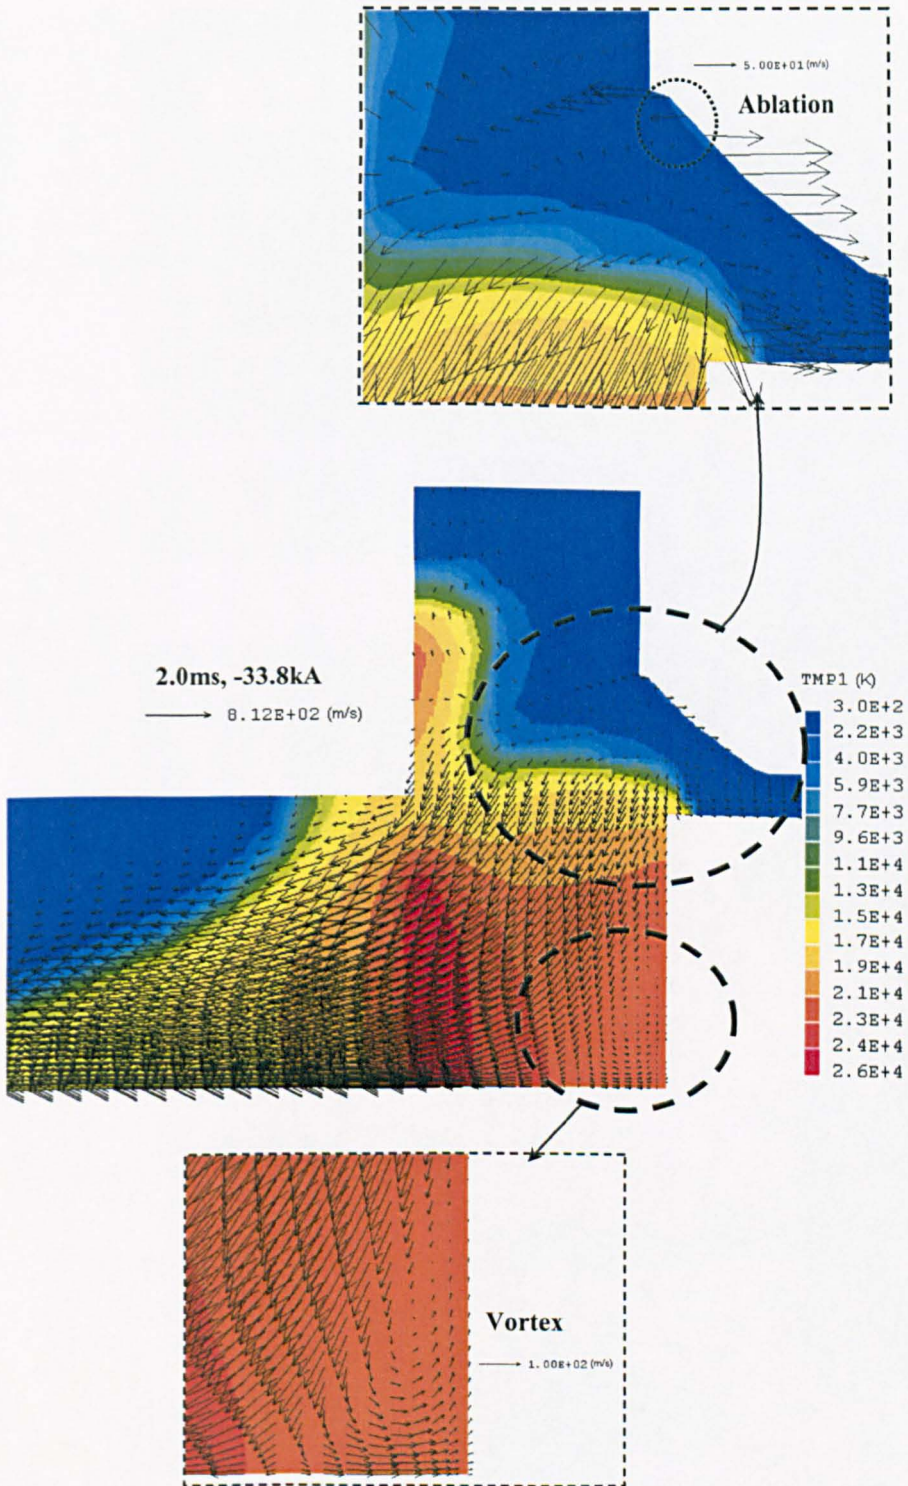 5.00E+01 (m/s)
Ablation
2.0ms, -33.8kA
8.12E+02 (m/s)
TMP1 (K)
3.0E+2
2.2E+3
4.0E+3
5.9E+3
7.7E+3
9.6E+3
1.1E+4
1.3E+4
1.5E+4
1.7E+4
1.9E+4
2.1E+4
2.3E+4
2.4E+4
2.6E+4
Vortex
1.00E+02 (m/s)